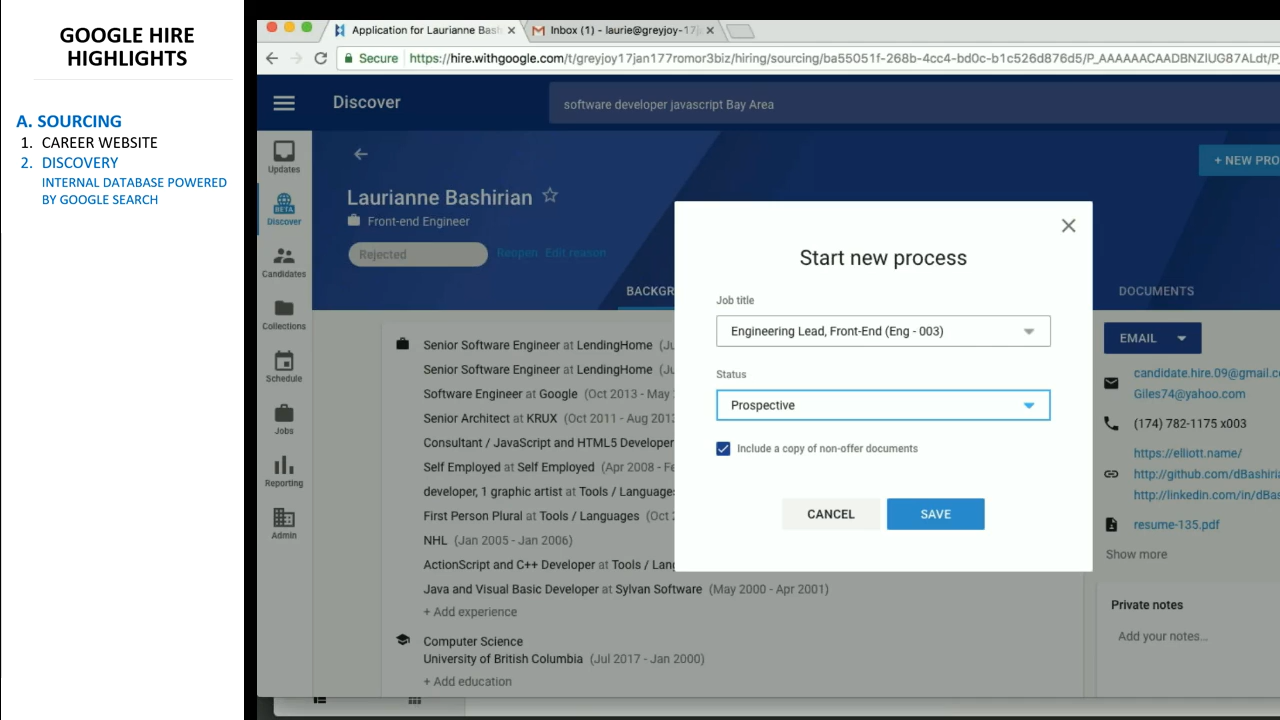 GOOGLE HIRE
HIGHLIGHTS
A. SOURCING
1. CAREER WEBSITE
2. DISCOVERY
INTERNAL DATABASE POWERED
BY GOOGLE SEARCH
Application for Laurianne Bash
Inbox (1) - laurie@greyjoy-17j
Secure
https://hire.withgoogle.com/t/greyjoy17jan177romor3biz/hiring/sourcing/ba55051f-268b-4cc4-bd0c-b1c526d876d5/P_AAAAAACAADBNZIUG87ALdt/P_
Discover
software developer javascript Bay Area
Updates
BETA
Discover
Candidates
Collections
Schedule
Jobs
Reporting
Admin
+ NEW PRO
Laurianne Bashirian
Front-end Engineer
Rejected
Reopen Edit reason
BACKGR
DOCUMENTS
Start new process
Job title
Engineering Lead, Front-End (Eng - 003)
Status
Prospective
Include a copy of non-offer documents
CANCEL
SAVE
Senior Software Engineer at LendingHome (Ju
Senior Software Engineer at LendingHome (Ju
Software Engineer at Google (Oct 2013 - May
Senior Architect at KRUX (Oct 2011 - Aug 201
Consultant / JavaScript and HTML5 Developer
Self Employed at Self Employed (Apr 2008 - Fe
developer, 1 graphic artist at Tools / Languages
First Person Plural at Tools / Languages (Oct
NHL (Jan 2005 - Jan 2006)
ActionScript and C++ Developer at Tools / Lang
Java and Visual Basic Developer at Sylvan Software (May 2000 - Apr 2001)
+ Add experience
Computer Science
University of British Columbia (Jul 2017 - Jan 2000)
+ Add education
EMAIL
candidate.hire.09@gmail.c
Giles74@yahoo.com
(174) 782-1175 x003
https://elliott.name/
http://github.com/dBashiria
http://linkedin.com/in/dBas
resume-135.pdf
Show more
Private notes
Add your notes...